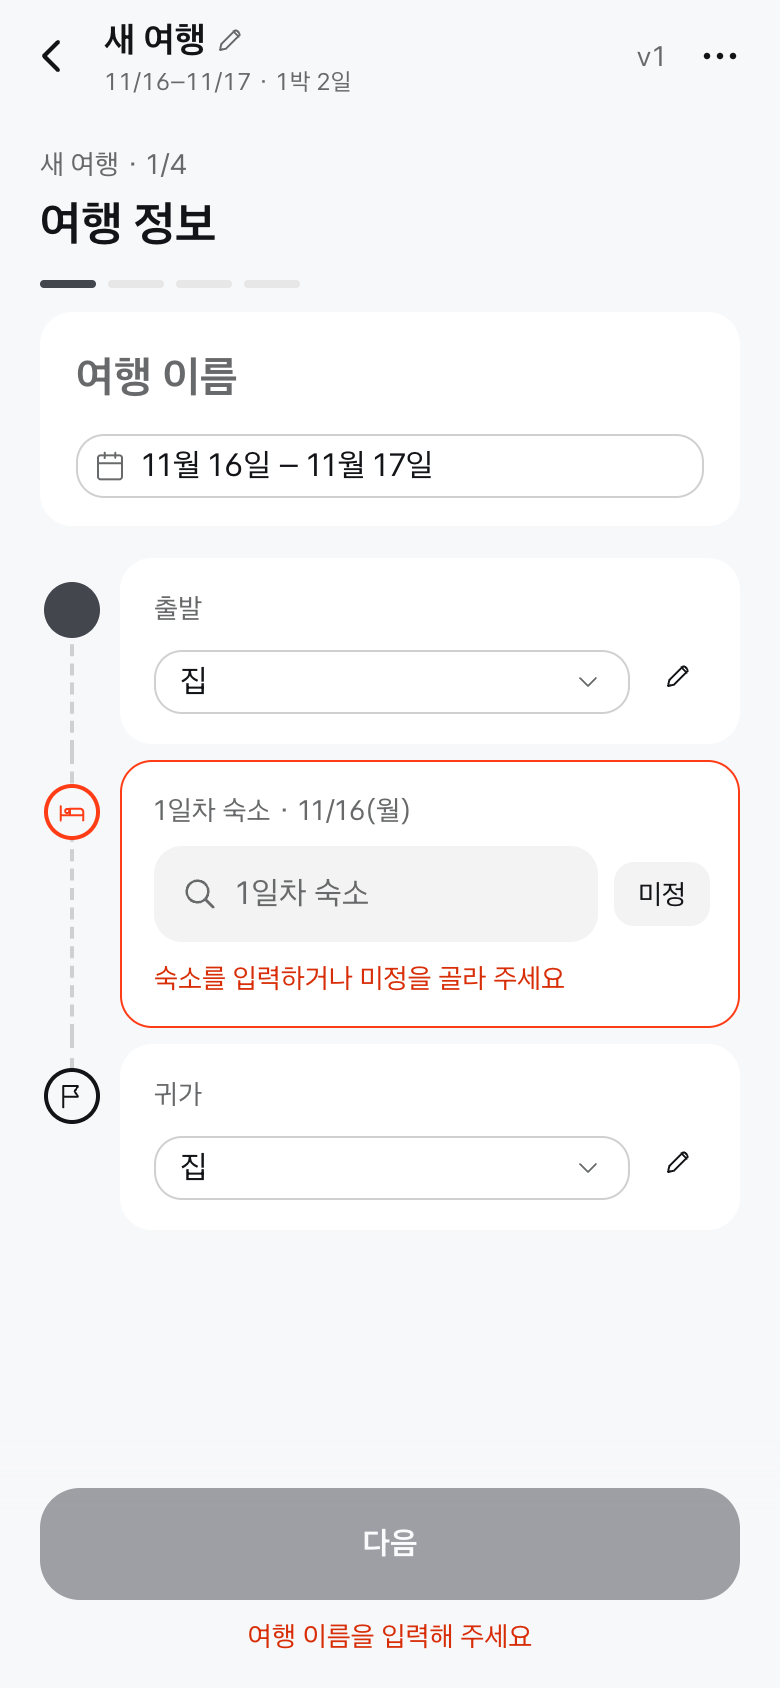 새 여행
11/16–11/17 · 1박 2일
v1
새 여행 · 1/4
여행 정보
여행 이름
11월 16일 – 11월 17일
출발
집
1일차 숙소 · 11/16(월)
1일차 숙소
미정
숙소를 입력하거나 미정을 골라 주세요
귀가
집
다음
여행 이름을 입력해 주세요